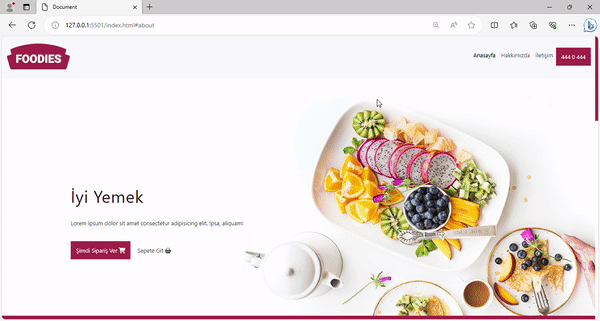 Document
127.0.0.1:5501/index.html#about
FOODIES
Anasayfa Hakkımızda İletişim 444 0 444
İyi Yemek
Lorem ipsum dolor sit amet consectetur adipisicing elit. Ipsa, aliquam!
Şimdi Sipariş Ver Sepete Git